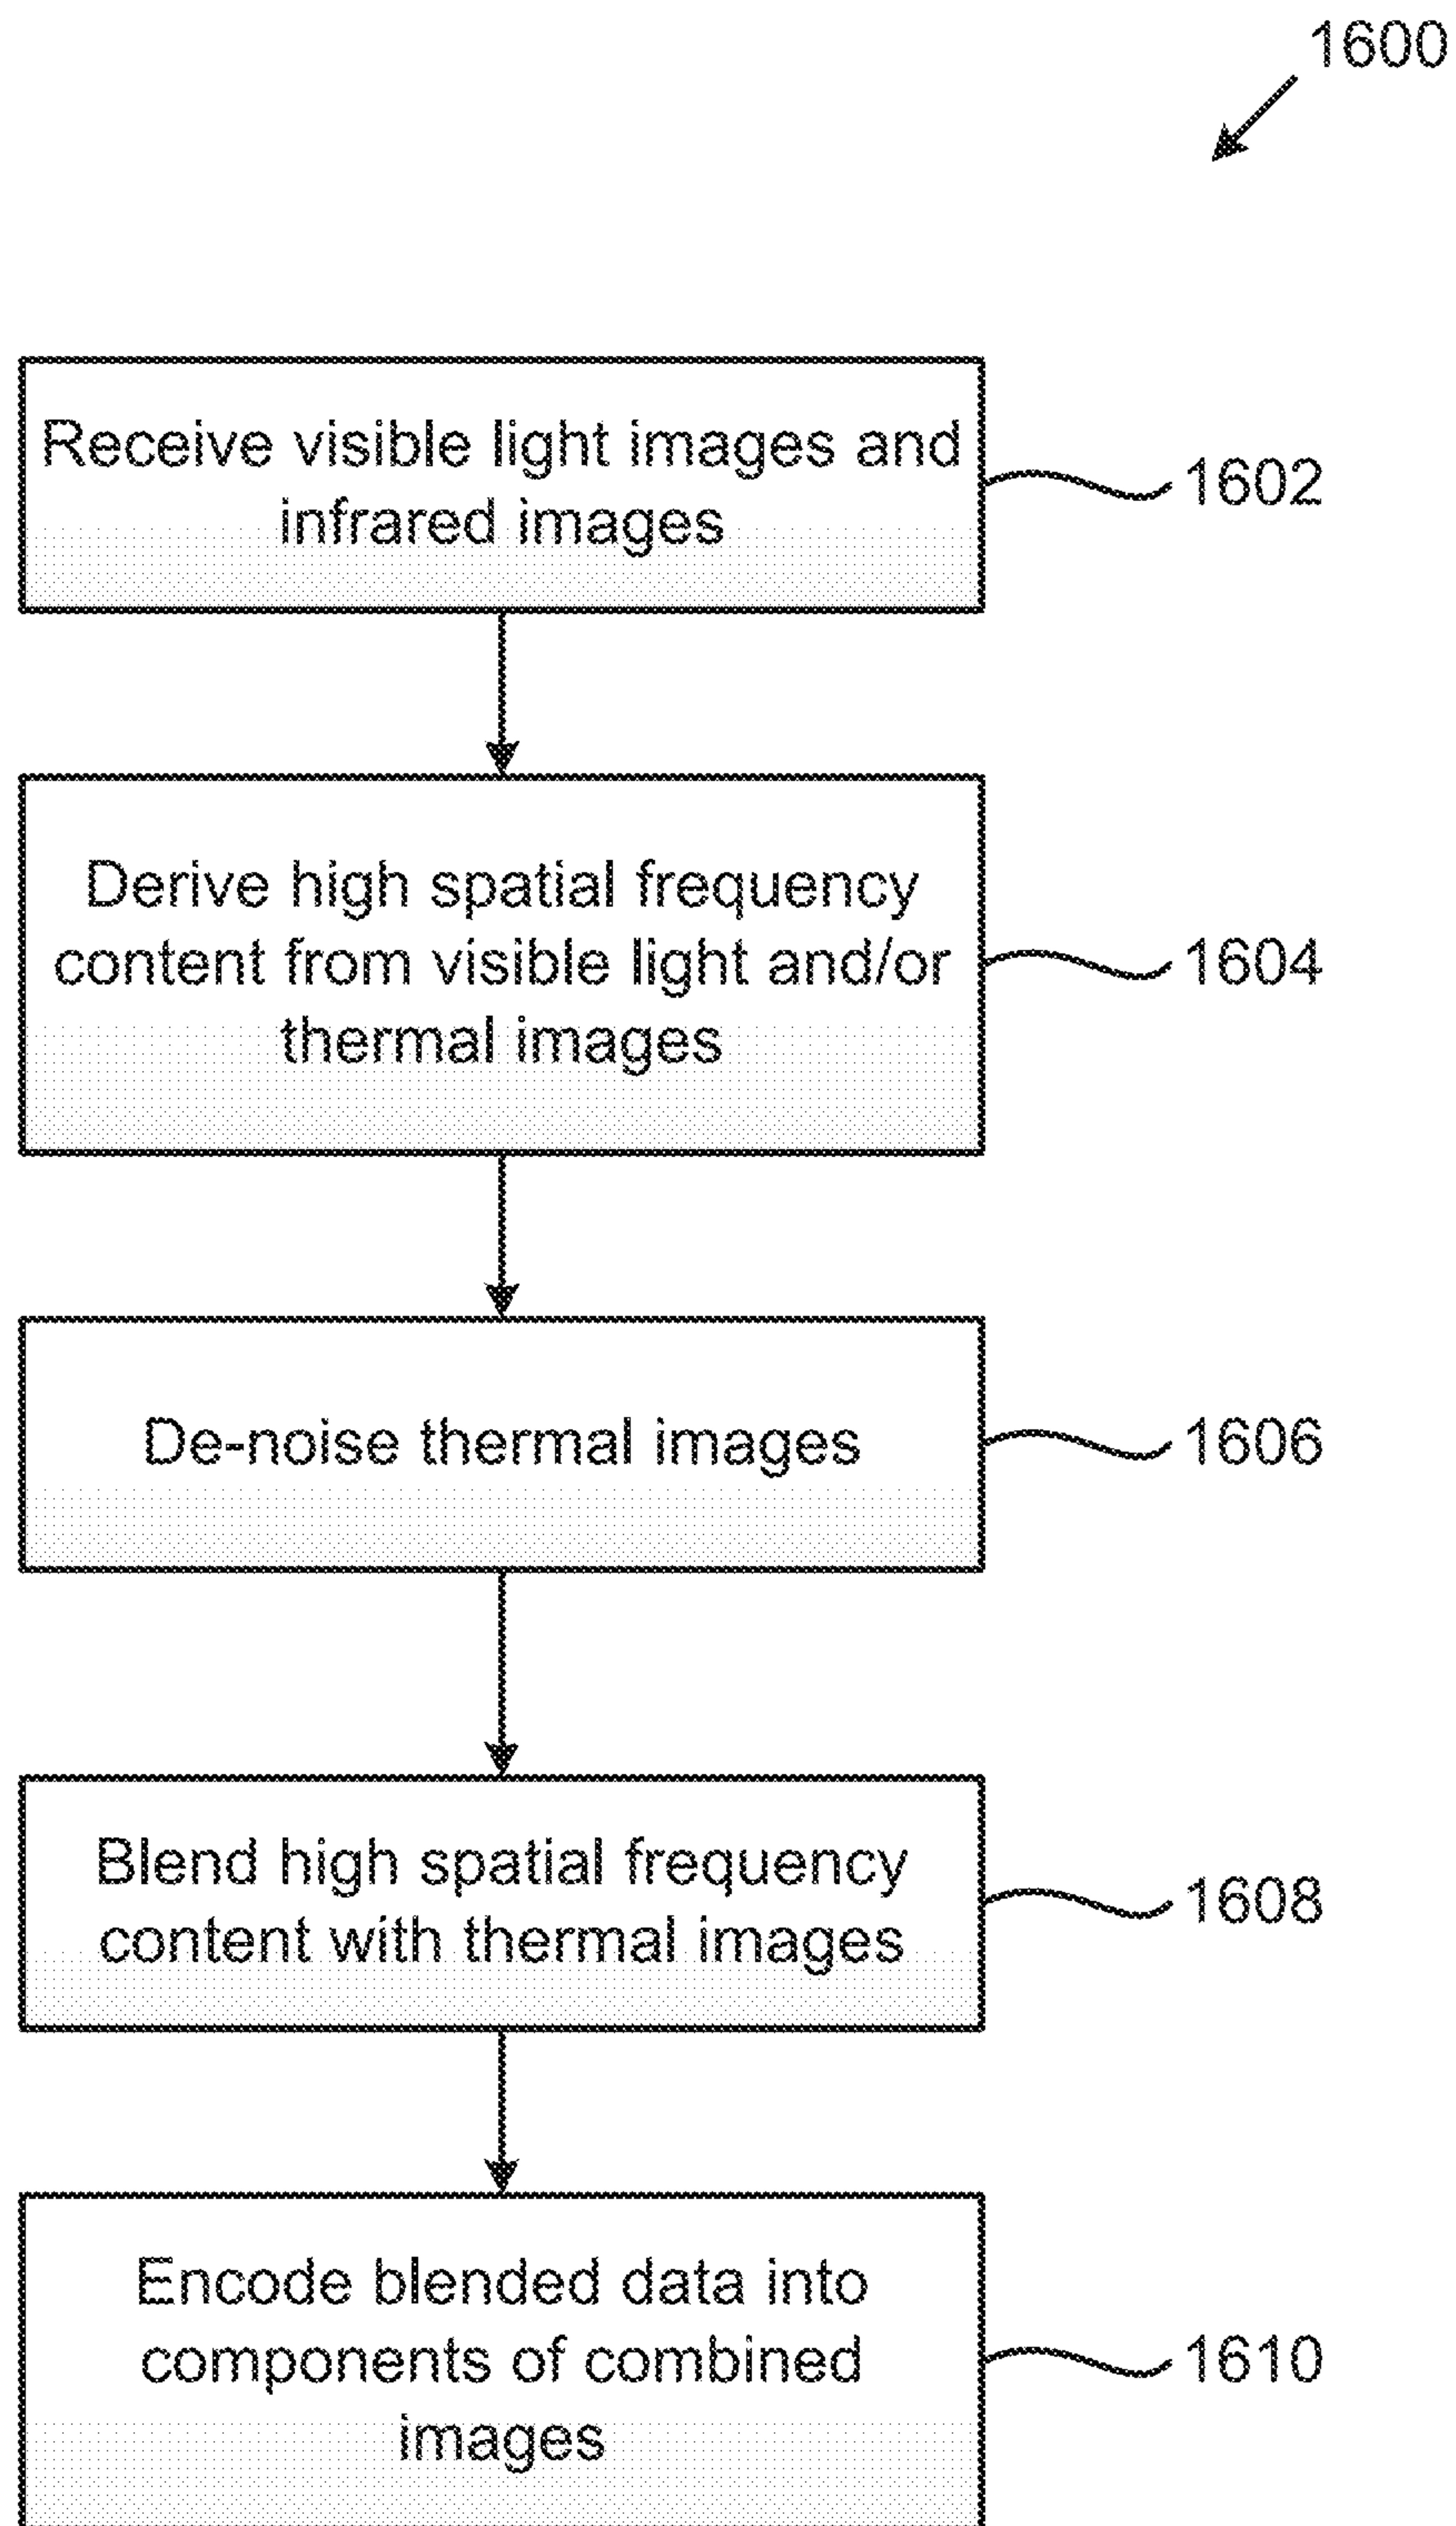 1600
Receive visible light images and
infrared images
1602
Derive high spatial frequency
content from visible light and/or
thermal images
1604
De-noise thermal images
1606
Blend high spatial frequency
content with thermal images
1608
Encode blended data into
components of combined
images
1610